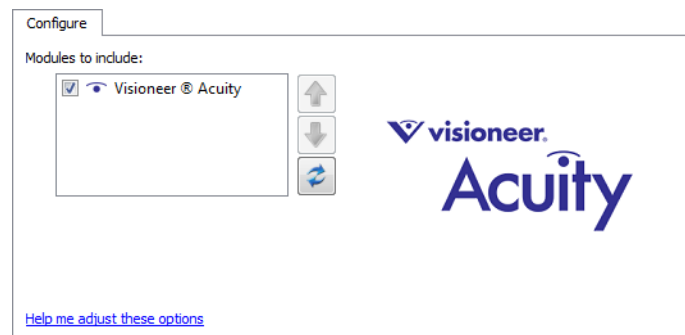 Configure
Modules to include:
Visioneer ® Acuity
visioneer.
Acuity
Help me adjust these options